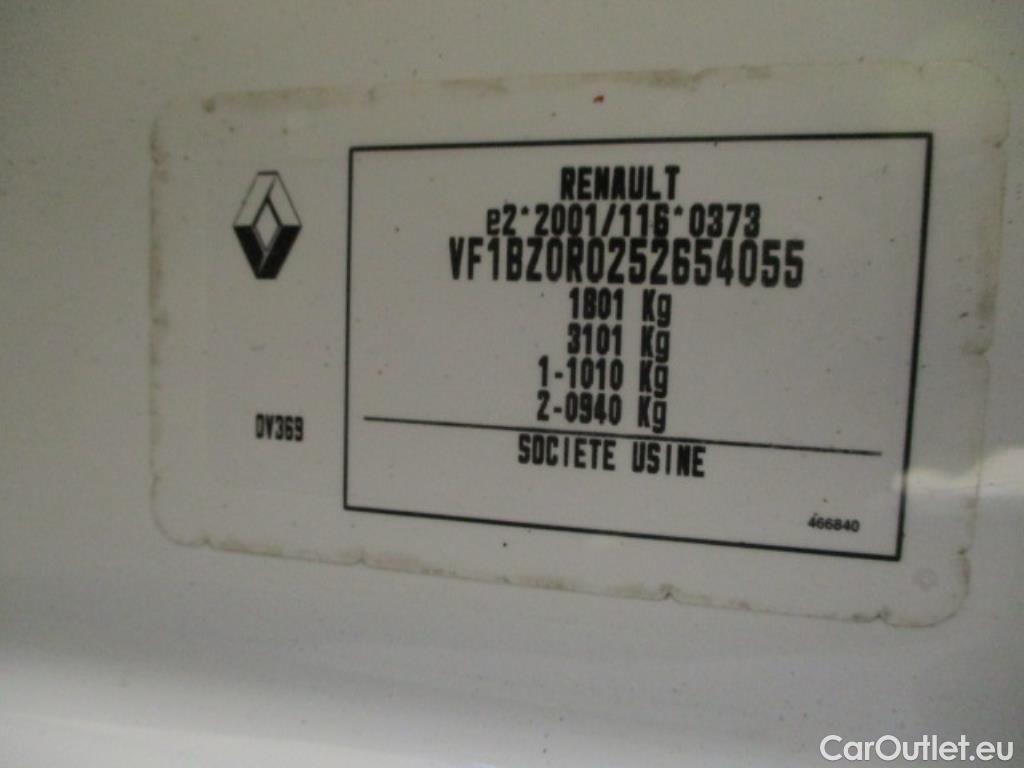 RENAULT
e2*2001/116*0373
VF1BZ0R0252654055
1801 Kg
3101 Kg
1-1010 Kg
2-0940 Kg
DV369
SOCIETE USINE
466840
CarOutlet.eu